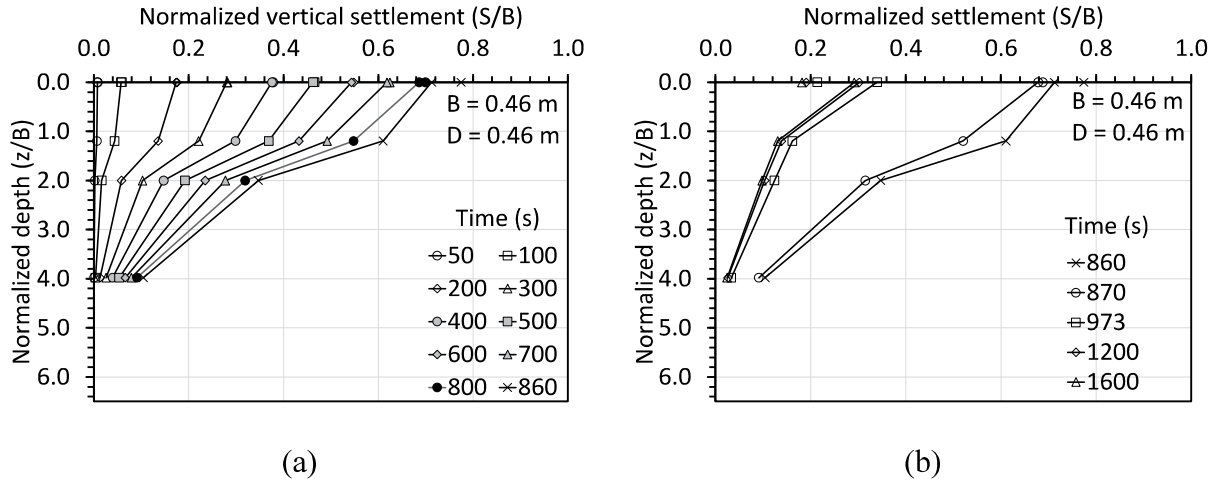 Normalized vertical settlement (S/B)
0.0 0.2 0.4 0.6 0.8 1.0
Normalized depth (z/B)
0.0
1.0
2.0
3.0
4.0
5.0
6.0
B = 0.46 m
D = 0.46 m
Time (s)
50 100
200 300
400 500
600 700
800 860
(a)
Normalized settlement (S/B)
0.0 0.2 0.4 0.6 0.8 1.0
Normalized depth (z/B)
0.0
1.0
2.0
3.0
4.0
5.0
6.0
B = 0.46 m
D = 0.46 m
Time (s)
860
870
973
1200
1600
(b)